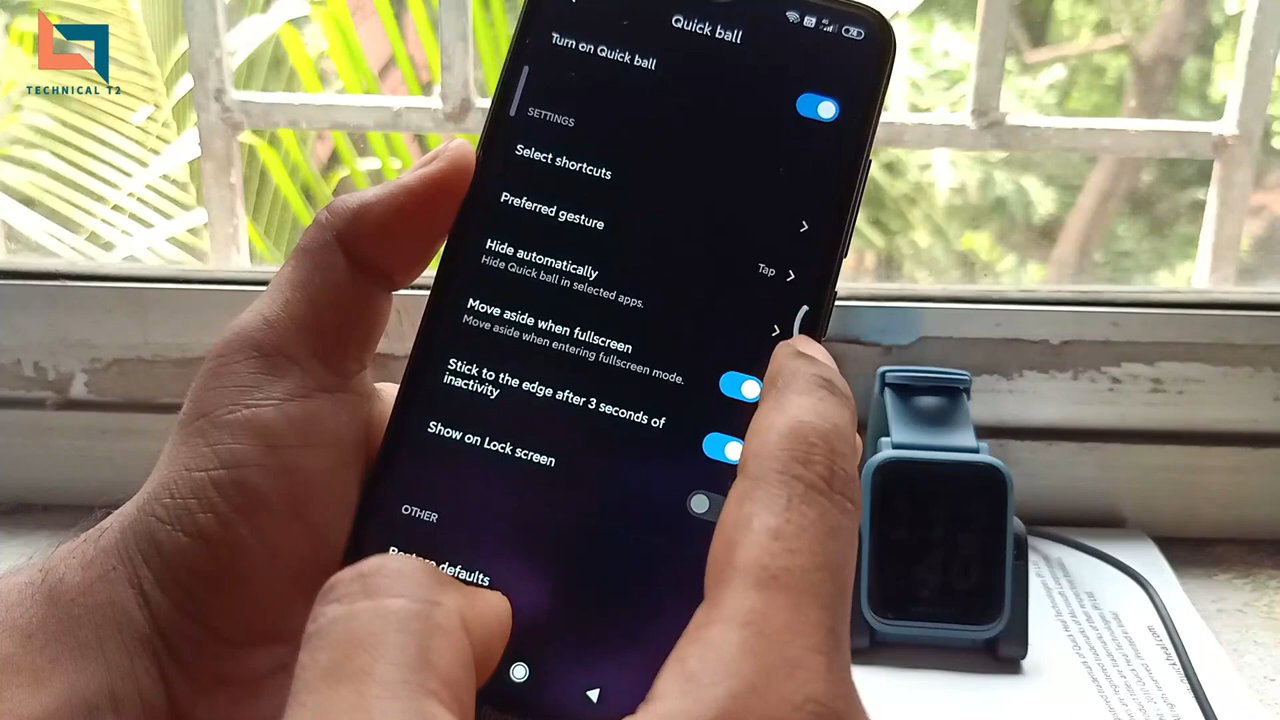 TECHNICAL T2
Quick ball
Turn on Quick ball
SETTINGS
Select shortcuts
Preferred gesture
Tap
Hide automatically
Hide Quick ball in selected apps.
Move aside when fullscreen
Move aside when entering fullscreen mode.
Stick to the edge after 3 seconds of
inactivity
Show on Lock screen
OTHER
Restore defaults